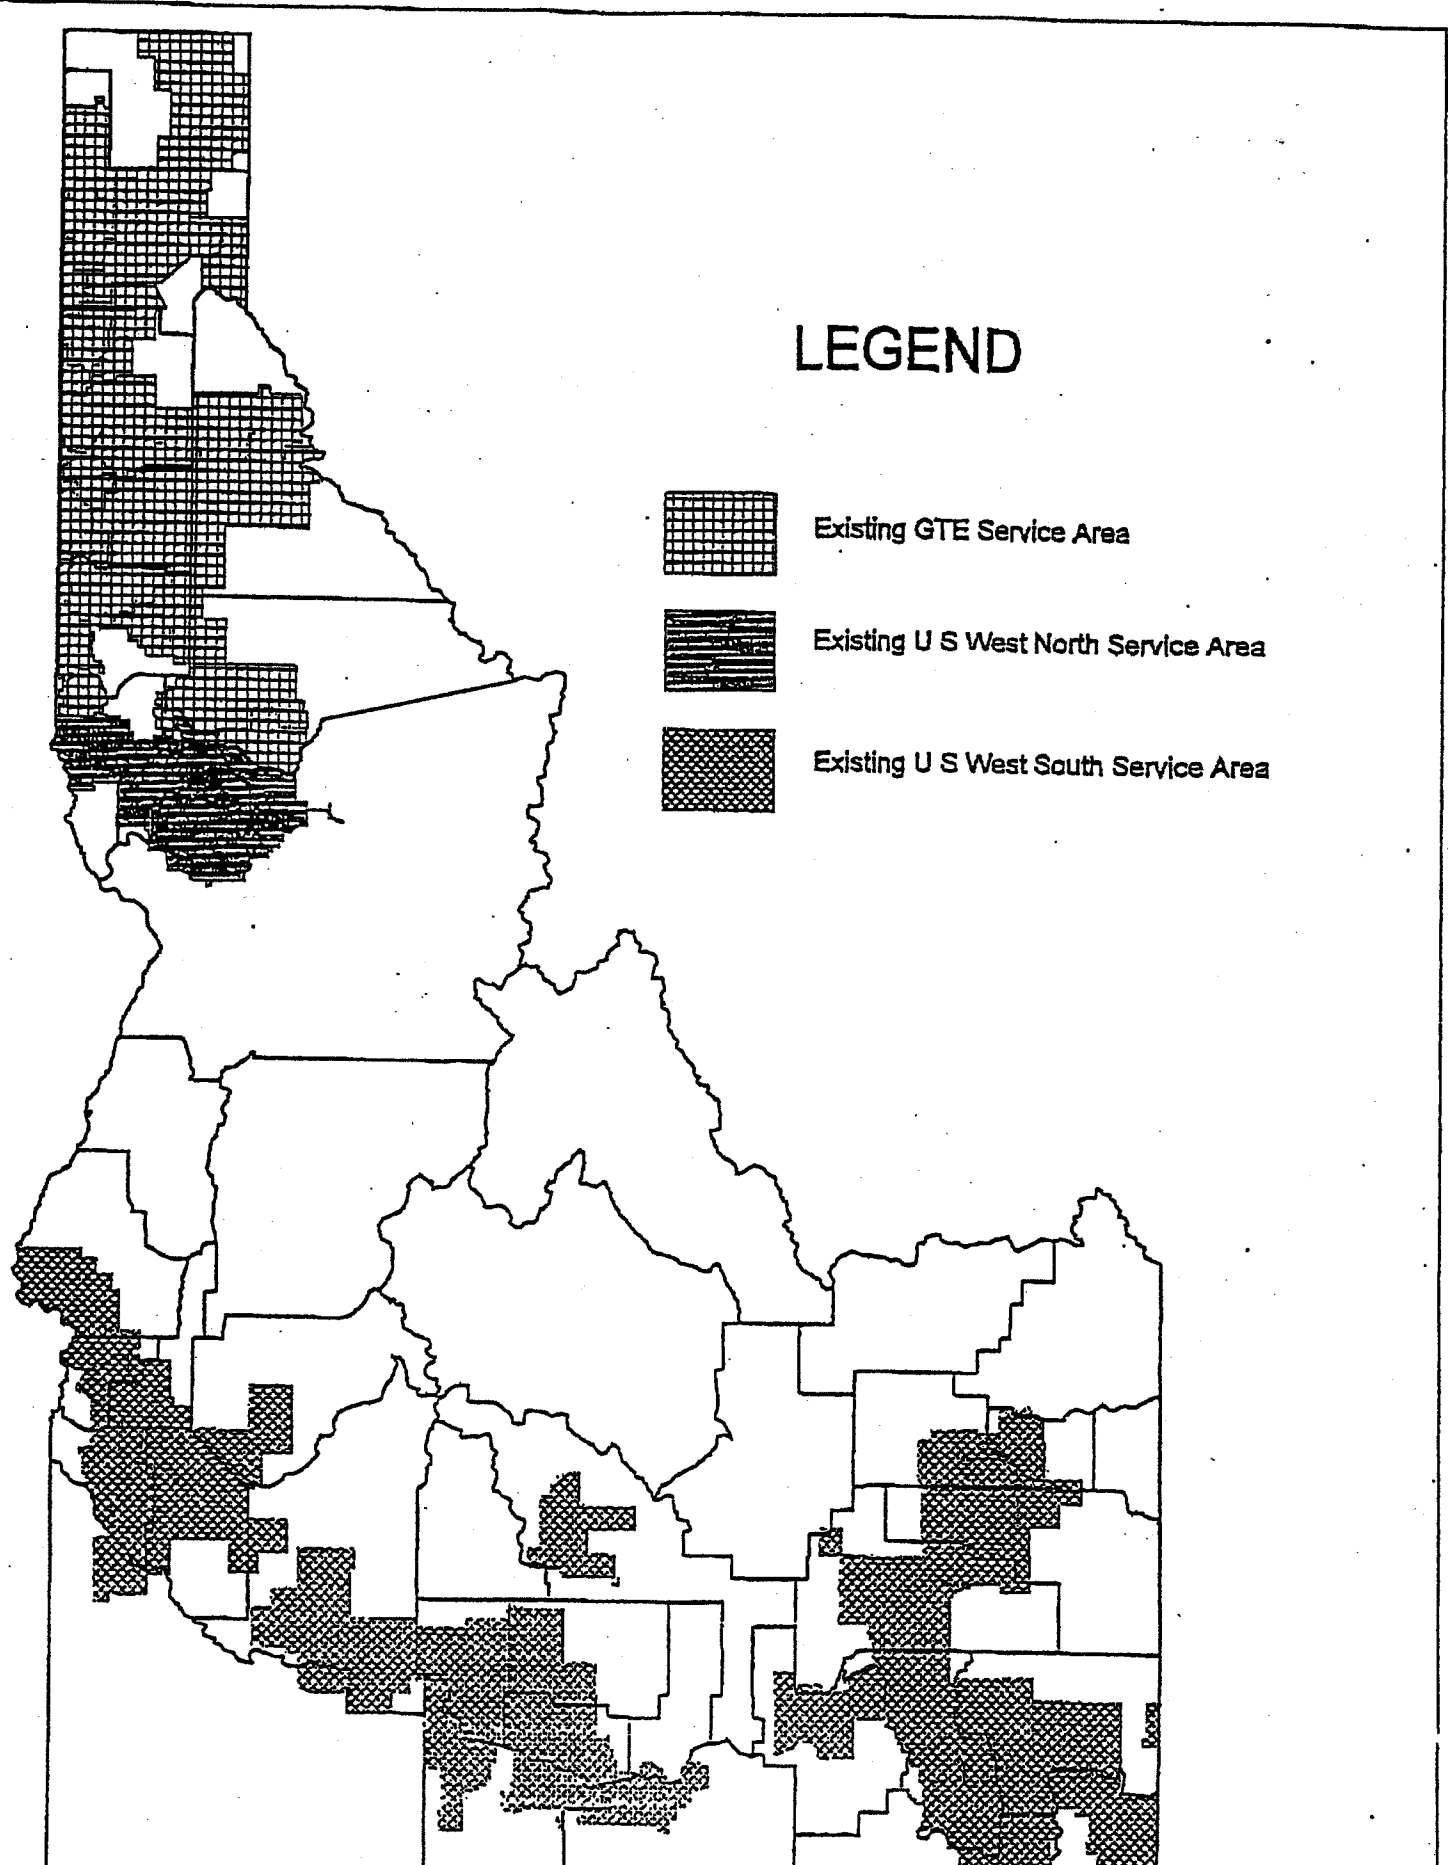 LEGEND
Existing GTE Service Area
Existing U S West North Service Area
Existing U S West South Service Area